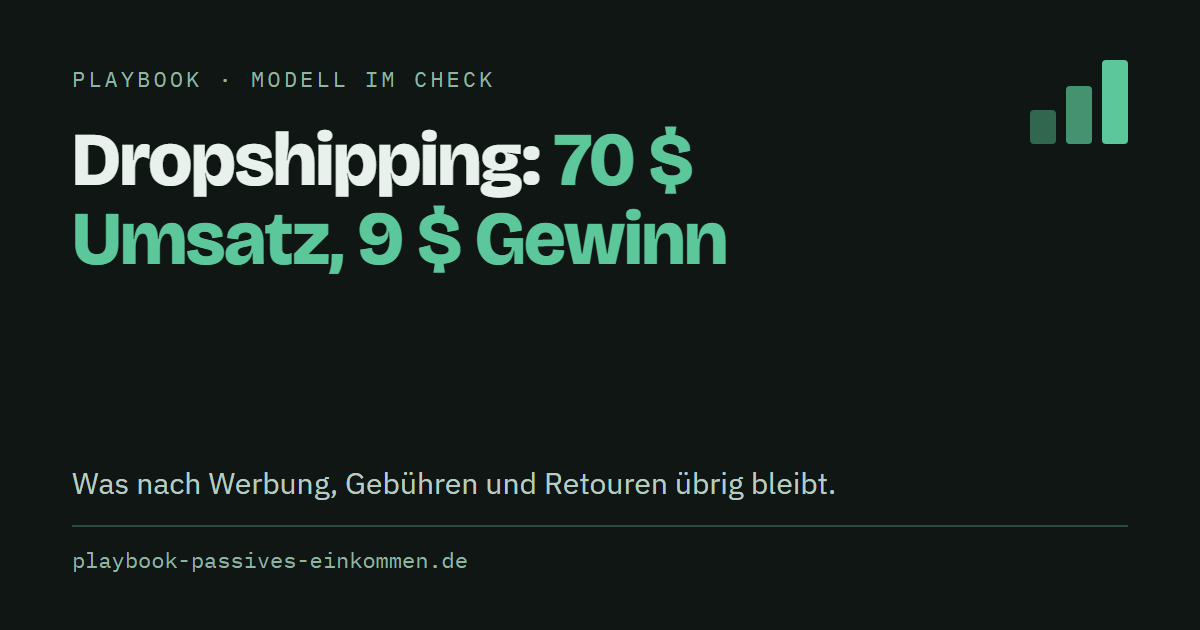 PLAYBOOK · MODELL IM CHECK
Dropshipping: 70 $
Umsatz, 9 $ Gewinn
Was nach Werbung, Gebühren und Retouren übrig bleibt.
playbook-passives-einkommen.de